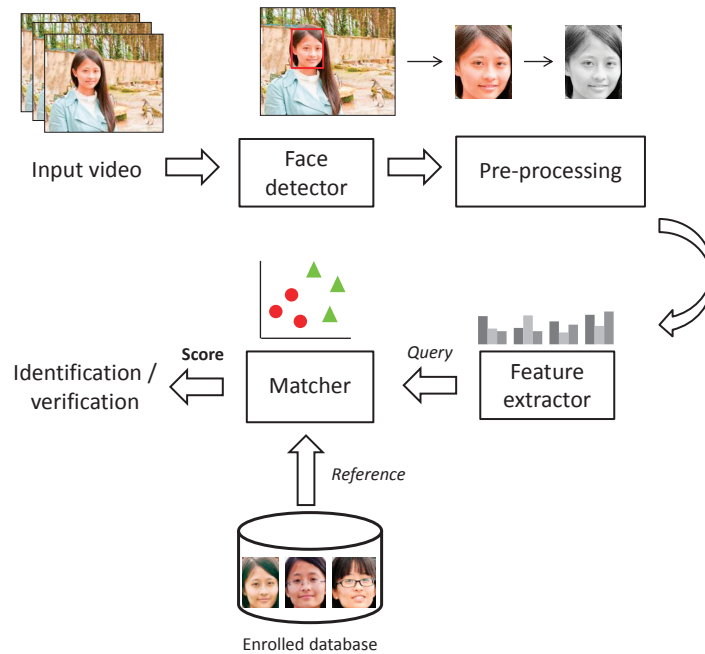 Input video
Face
detector
Pre-processing
Score
Query
Identification /
verification
Matcher
Feature
extractor
Reference
Enrolled database